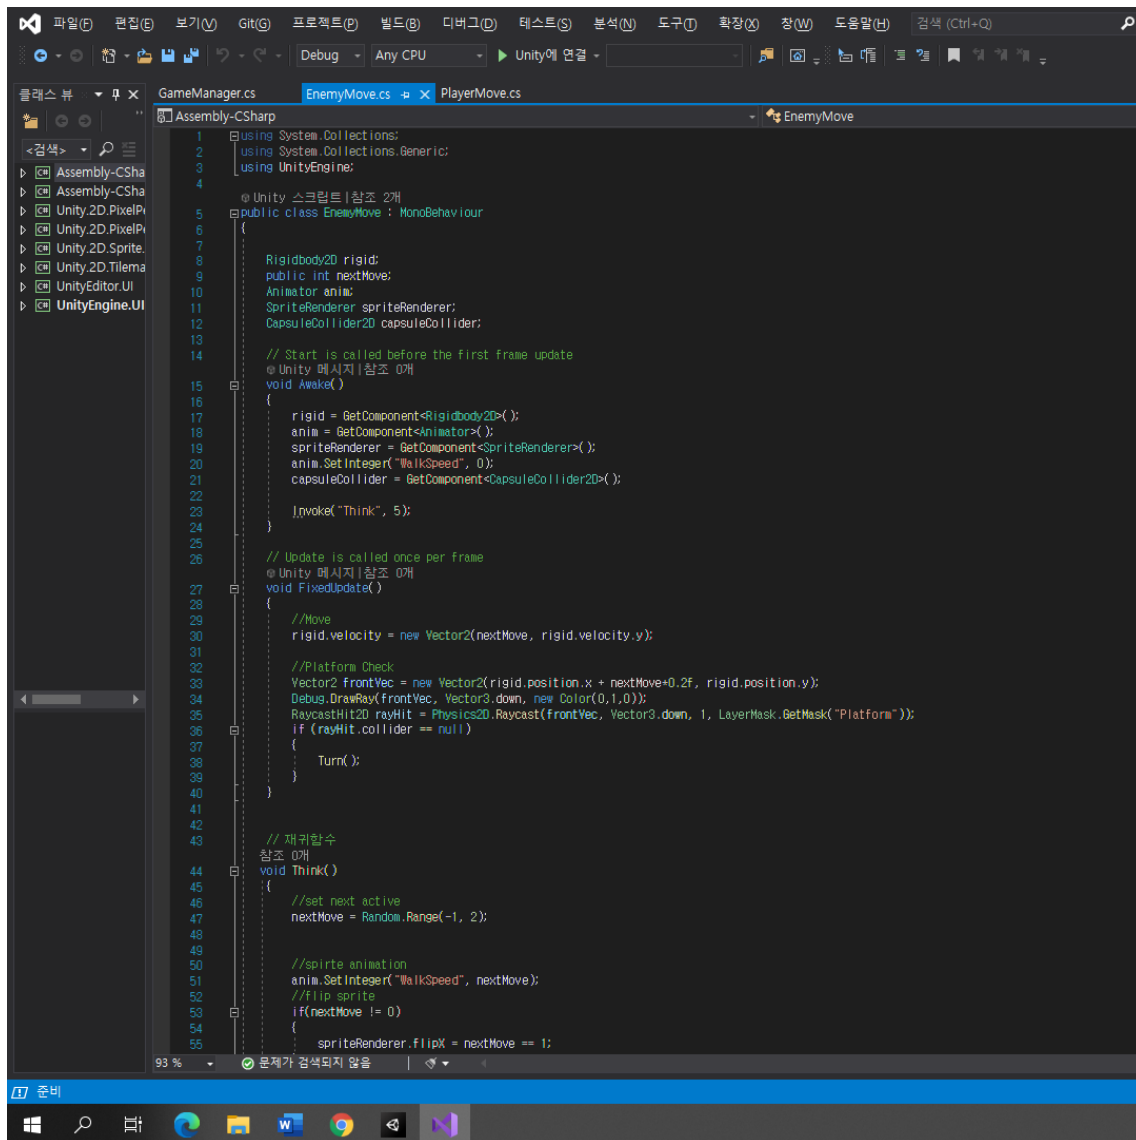 파일(F) 편집(E) 보기(V) Git(G) 프로젝트(P) 빌드(B) 디버그(D) 테스트(S) 분석(N) 도구(T) 확장(X) 창(W) 도움말(H) 검색 (Ctrl+Q)
Debug Any CPU Unity에 연결
클래스 뷰
GameManager.cs EnemyMove.cs PlayerMove.cs
Assembly-CSharp EnemyMove
<검색>
Assembly-CSha
Assembly-CSha
Unity.2D.PixelPe
Unity.2D.PixelPe
Unity.2D.Sprite.
Unity.2D.Tilema
UnityEditor.UI
UnityEngine.UI
1 using System.Collections;
2 using System.Collections.Generic;
3 using UnityEngine;
4
Unity 스크립트|참조 2개
5 public class EnemyMove : MonoBehaviour
6 {
7
8 Rigidbody2D rigid;
9 public int nextMove;
10 Animator anim;
11 SpriteRenderer spriteRenderer;
12 CapsuleCollider2D capsuleCollider;
13
14 // Start is called before the first frame update
Unity 메시지|참조 0개
15 void Awake()
16 {
17 rigid = GetComponent<Rigidbody2D>();
18 anim = GetComponent<Animator>();
19 spriteRenderer = GetComponent<SpriteRenderer>();
20 anim.SetInteger("WalkSpeed", 0);
21 capsuleCollider = GetComponent<CapsuleCollider2D>();
22
23 Invoke("Think", 5);
24 }
25
26 // Update is called once per frame
Unity 메시지|참조 0개
27 void FixedUpdate()
28 {
29 //Move
30 rigid.velocity = new Vector2(nextMove, rigid.velocity.y);
31
32 //Platform Check
33 Vector2 frontVec = new Vector2(rigid.position.x + nextMove+0.2f, rigid.position.y);
34 Debug.DrawRay(frontVec, Vector3.down, new Color(0,1,0));
35 RaycastHit2D rayHit = Physics2D.Raycast(frontVec, Vector3.down, 1, LayerMask.GetMask("Platform"));
36 if (rayHit.collider == null)
37 {
38 Turn();
39 }
40 }
41
42
43 // 재귀함수
참조 0개
44 void Think()
45 {
46 //set next active
47 nextMove = Random.Range(-1, 2);
48
49
50 //spirte animation
51 anim.SetInteger("WalkSpeed", nextMove);
52 //flip sprite
53 if(nextMove != 0)
54 {
55 spriteRenderer.flipX = nextMove == 1;
93 % 문제가 검색되지 않음
준비